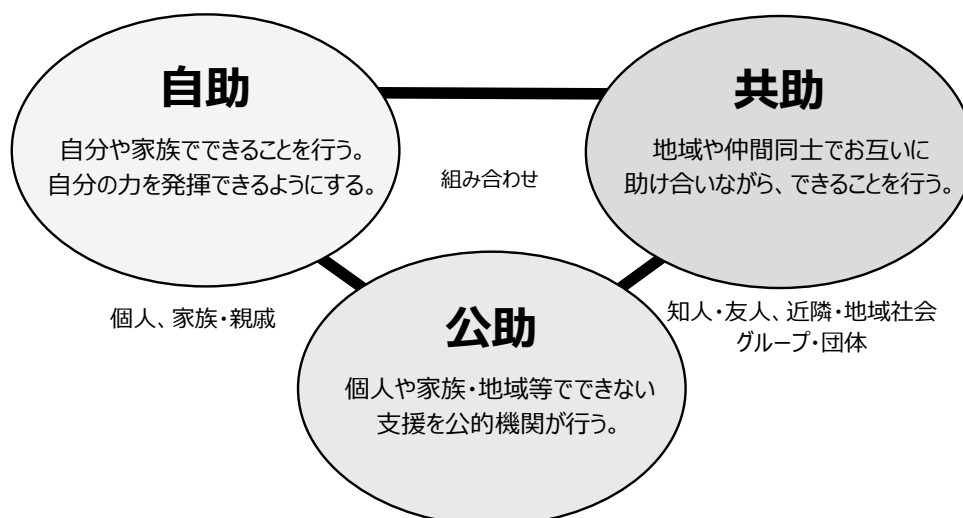 自助
自分や家族でできることを行う。
自分の力を発揮できるようにする。
共助
地域や仲間同士でお互いに
助け合いながら、できることを行う。
組み合わせ
個人、家族・親戚
知人・友人、近隣・地域社会
グループ・団体
公助
個人や家族・地域等でできない
支援を公的機関が行う。